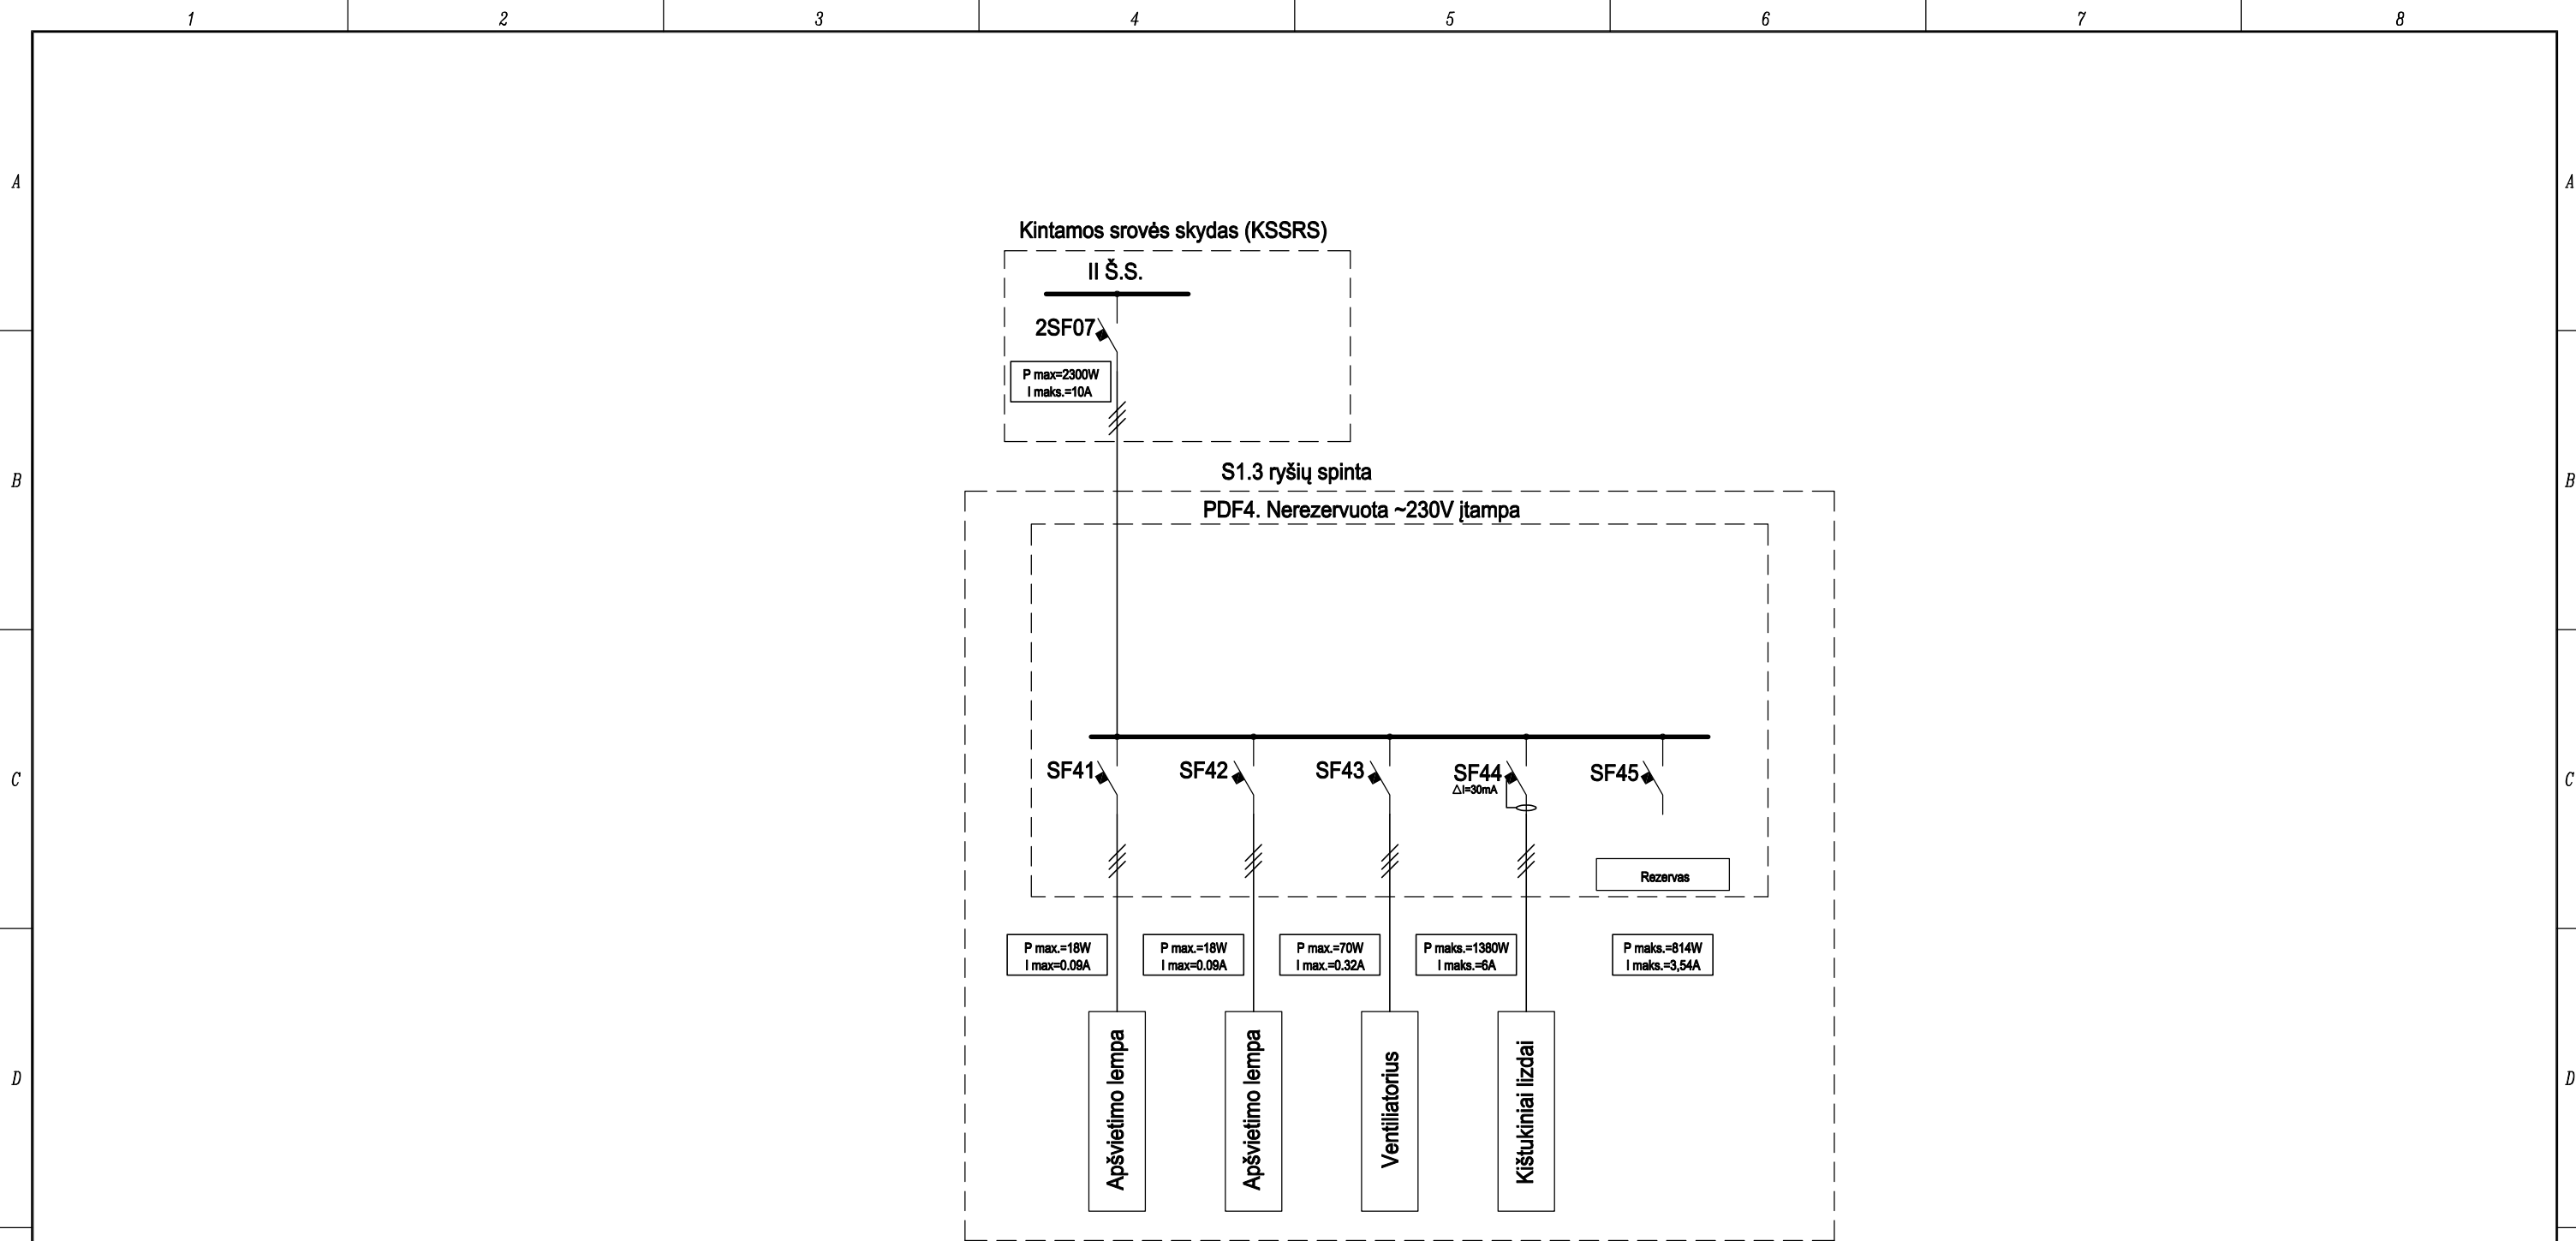 1 2 3 4 5 6 7 8
A A
Kintamos srovės skydas (KSSRS)
II Š.S.
2SF07
P max=2300W
I maks.=10A
B B
S1.3 ryšių spinta
PDF4. Nerezervuota ~230V įtampa
C C
SF41 SF42 SF43 SF44 SF45
△I=30mA
Rezervas
P max.=18W
I max=0.09A
P max.=18W
I max=0.09A
P max.=70W
I max.=0.32A
P maks.=1380W
I maks.=6A
P maks.=814W
I maks.=3,54A
D D
Apšvietimo lempa
Apšvietimo lempa
Ventiliatorius
Kištukiniai lizdai